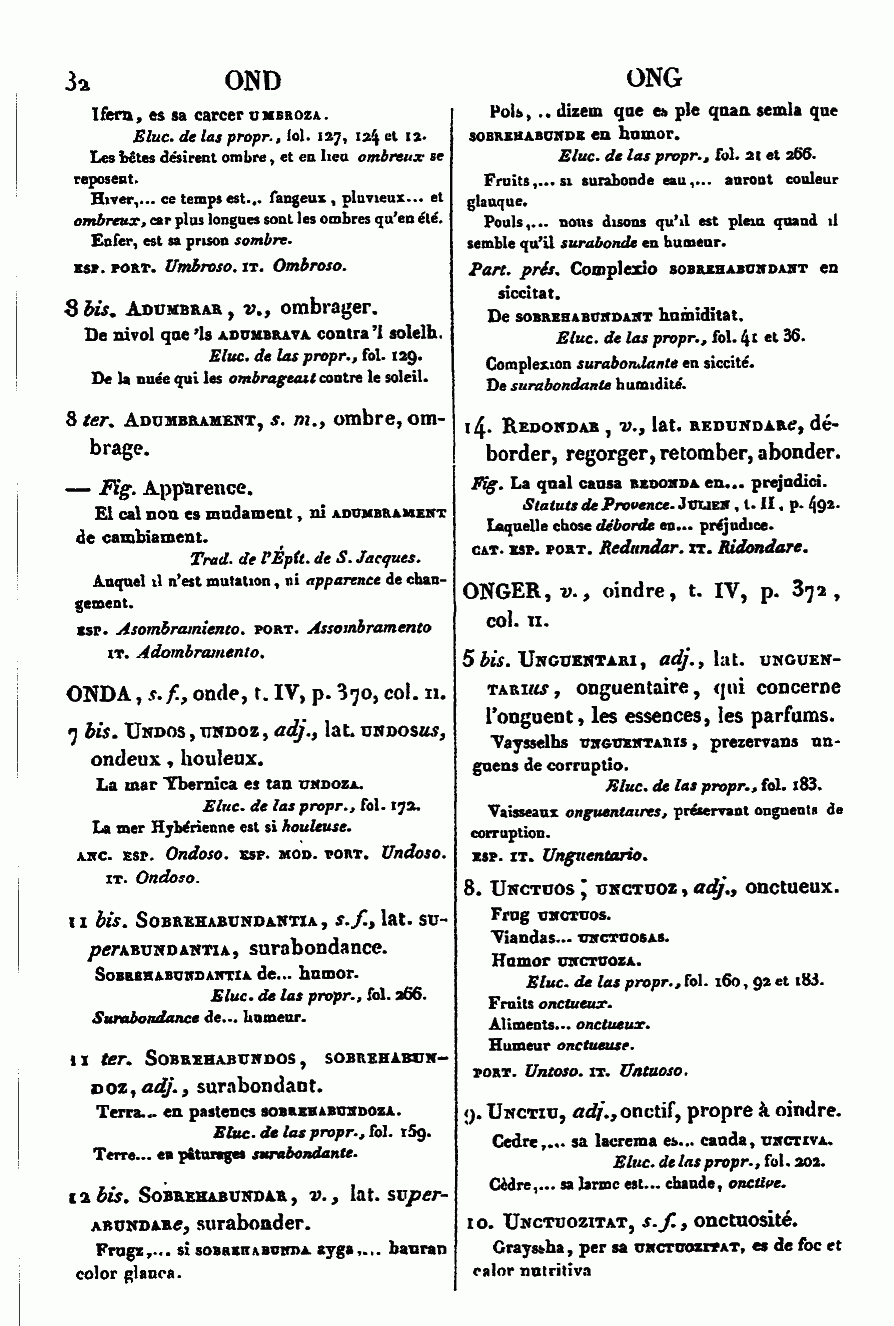 32 OND ONG
Ifern, es sa carcer UMBROZA.
Eluc. de las propr., fol. 127, 124 et 12.
Les bêtes désirent ombre, et en lieu ombreux se
reposent.
Hiver,... ce temps est... fangeux, pluvieux... et
ombreux, car plus longues sont les ombres qu'en été.
Enfer, est sa prison sombre.
ESP. PORT. Umbroso. IT. Ombroso.
8 bis. ADUMBRAR, v., ombrager.
De nivol que 'ls ADUMBRAVA contra 'l solelh.
Eluc. de las propr., fol. 129.
De la nuée qui les ombrageait contre le soleil.
8 ter. ADUMBRAMENT, s. m., ombre, om-
brage.
— Fig. Apparence.
El cal non es mudament, ni ADUMBRAMENT
de cambiament.
Trad. de l'Épît. de S. Jacques.
Auquel il n'est mutation, ni apparence de chan-
gement.
ESP. Asombramiento. PORT. Assombramento
IT. Adombramento.
ONDA, s. f., onde, t. IV, p. 370, col. II.
7 bis. UNDOS, UNDOZ, adj., lat. UNDOSus,
ondeux, houleux.
La mar Ybernica es tan UNDOZA.
Eluc. de las propr., fol. 172.
La mer Hybérienne est si houleuse.
ANC. ESP. Ondoso. ESP. MOD. PORT. Undoso.
IT. Ondoso.
11 bis. SOBREHABUNDANTIA, s. f., lat. su-
perABUNDANTIA, surabondance.
SOBREHABUNDANTIA de... humor.
Eluc. de las propr., fol. 266.
Surabondance de... humeur.
11 ter. SOBREHABUNDOS, SOBREHABUN-
DOZ, adj., surabondant.
Terra... en pastencs SOBREHABUNDOZA.
Eluc. de las propr., fol. 159.
Terre... en pâturages surabondante.
12 bis. SOBREHABUNDAR, v., lat. super-
ABUNDARe, surabonder.
Frugz,... si SOBREHABUNDA ayga,... hauran
color glauca.
Pols,... dizem que es ple quan semla que
SOBREHABUNDE en humor.
Eluc. de las propr., fol. 21 et 266.
Fruits,... si surabonde eau,... auront couleur
glauque.
Pouls,... nous disons qu'il est plein quand il
semble qu'il surabonde en humeur.
Part. prés. Complexio SOBREHABUNDANT en
siccitat.
De SOBREHABUNDANT humiditat.
Eluc. de las propr., fol. 41 et 36.
Complexion surabondante en siccité.
De surabondante humidité.
14. REDONDAR, v., lat. REDUNDARe, dé-
border, regorger, retomber, abonder.
Fig. La qual causa REDONDA en... prejudici.
Statuts de Provence. JULIEN, t. II, p. 492.
Laquelle chose déborde en... préjudice.
CAT. ESP. PORT. Redundar. IT. Ridondare.
ONGER, v., oindre, t. IV, p. 372,
col. II.
5 bis. UNGUENTARI, adj., lat. UNGUEN-
TARIus, onguentaire, qui concerne
l'onguent, les essences, les parfums.
Vaysselhs UNGUENTARIS, prezervans un-
guens de corruptio.
Eluc. de las propr., fol. 183.
Vaisseaux onguentaires, préservant onguents de
corruption.
ESP. IT. Unguentario.
8. UNCTUOS, UNCTUOZ, adj., onctueux.
Frug UNCTUOS.
Viandas... UNCTUOSAS.
Humor UNCTUOZA.
Eluc. de las propr., fol. 160, 92 et 183.
Fruits onctueux.
Aliments... onctueux.
Humeur onctueuse.
PORT. Untoso. IT. Untuoso.
9. UNCTIU, adj., onctif, propre à oindre.
Cedre,... sa lacrema es... cauda, UNCTIVA.
Eluc. de las propr., fol. 202.
Cèdre,... sa larme est... chaude, onctive.
10. UNCTUOZITAT, s. f., onctuosité.
Grayssha, per sa UNCTUOZITAT, es de foc et
calor nutritiva